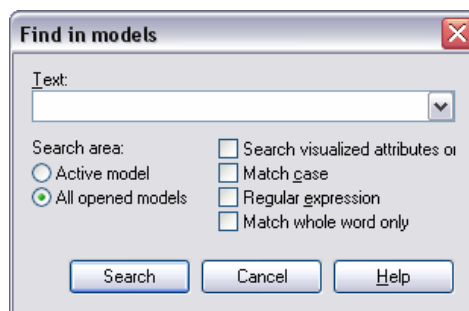 Find in models
Text:
Search area:
Active model
All opened models
Search visualized attributes or
Match case
Regular expression
Match whole word only
Search
Cancel
Help